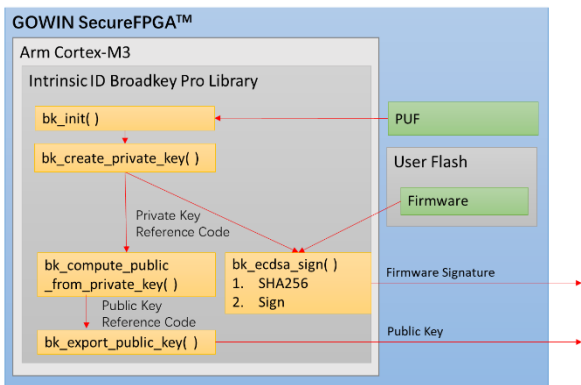 GOWIN SecureFPGA™
Arm Cortex-M3
Intrinsic ID Broadkey Pro Library
bk_init( )
PUF
bk_create_private_key( )
User Flash
Firmware
Private Key
Reference Code
bk_compute_public
_from_private_key( )
bk_ecdsa_sign( )
1. SHA256
2. Sign
Firmware Signature
Public Key
Reference Code
bk_export_public_key( )
Public Key